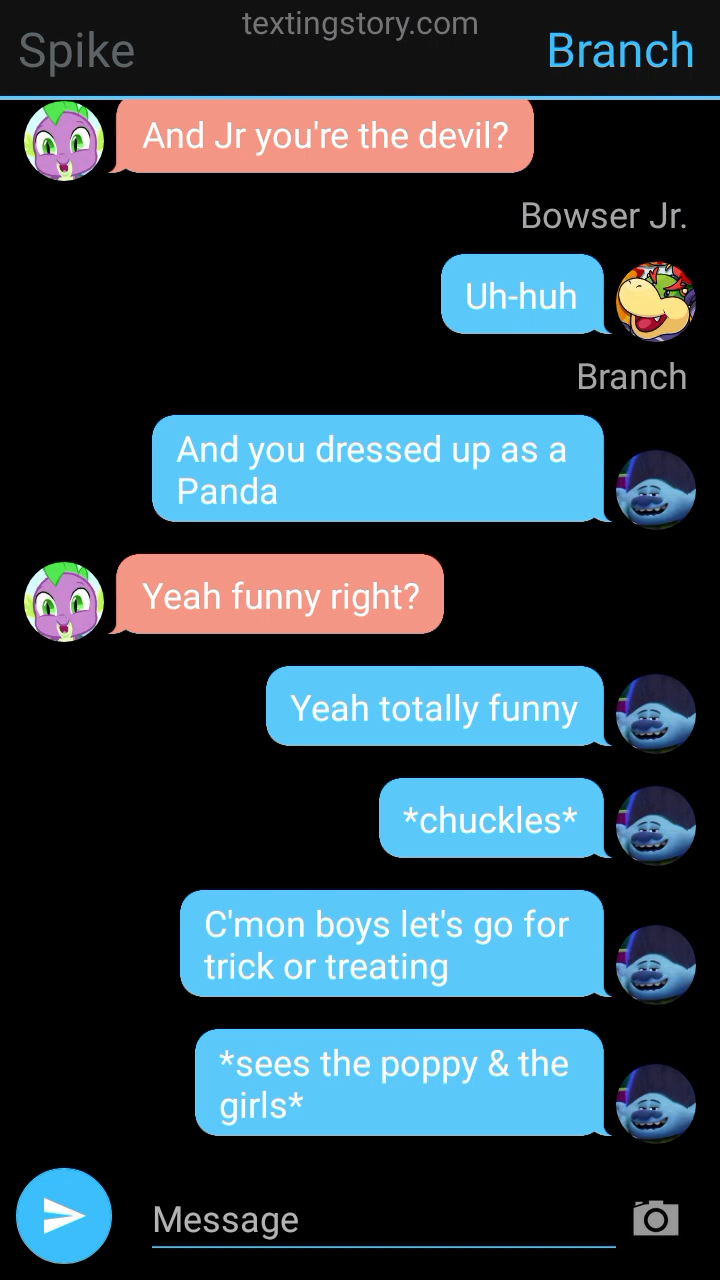 textingstory.com
Spike
Branch
And Jr you're the devil?
Bowser Jr.
Uh-huh
Branch
And you dressed up as a
Panda
Yeah funny right?
Yeah totally funny
*chuckles*
C'mon boys let's go for
trick or treating
*sees the poppy & the
girls*
Message